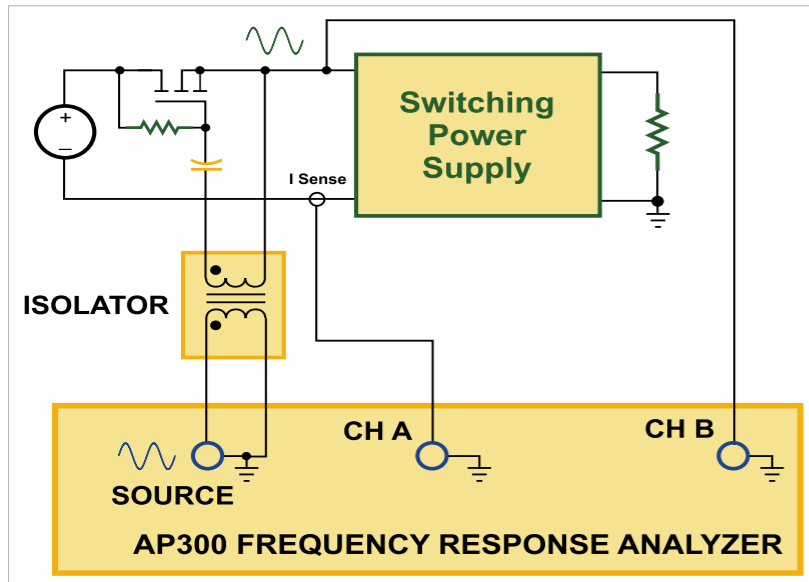 Switching
Power
Supply
+
–
I Sense
ISOLATOR
CH A
CH B
SOURCE
AP300 FREQUENCY RESPONSE ANALYZER